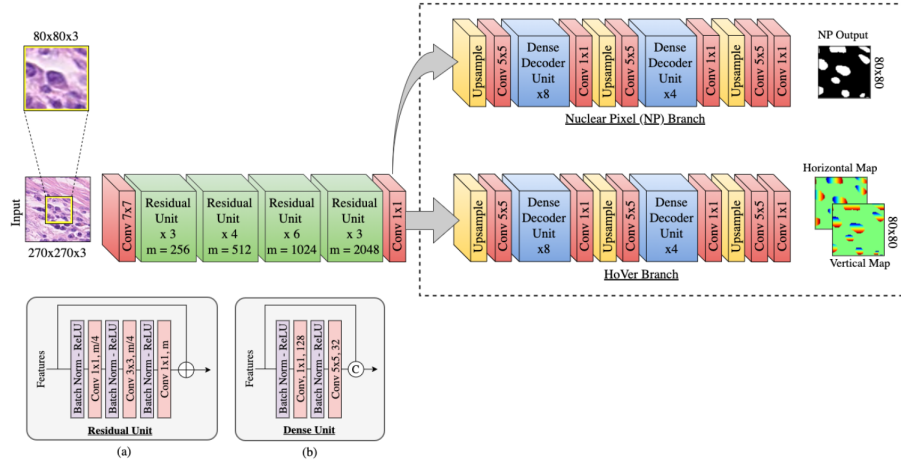 80x80x3
Input
270x270x3
Conv 7x7
Residual
Unit
x 3
m = 256
Residual
Unit
x 4
m = 512
Residual
Unit
x 6
m = 1024
Residual
Unit
x 3
m = 2048
Conv 1x1
Upsample
Conv 5x5
Dense
Decoder
Unit
x8
Conv 1x1
Upsample
Conv 5x5
Dense
Decoder
Unit
x4
Conv 1x1
Upsample
Conv 5x5
Conv 1x1
Nuclear Pixel (NP) Branch
NP Output
80x80
Upsample
Conv 5x5
Dense
Decoder
Unit
x8
Conv 1x1
Upsample
Conv 5x5
Dense
Decoder
Unit
x4
Conv 1x1
Upsample
Conv 5x5
Conv 1x1
HoVer Branch
Horizontal Map
80x80
Vertical Map
Features
Batch Norm - ReLU
Conv 1x1, m/4
Batch Norm - ReLU
Conv 3x3, m/4
Batch Norm - ReLU
Conv 1x1, m
Residual Unit
(a)
Features
Batch Norm - ReLU
Conv, 1x1, 128
Batch Norm - ReLU
Conv 5x5, 32
C
Dense Unit
(b)